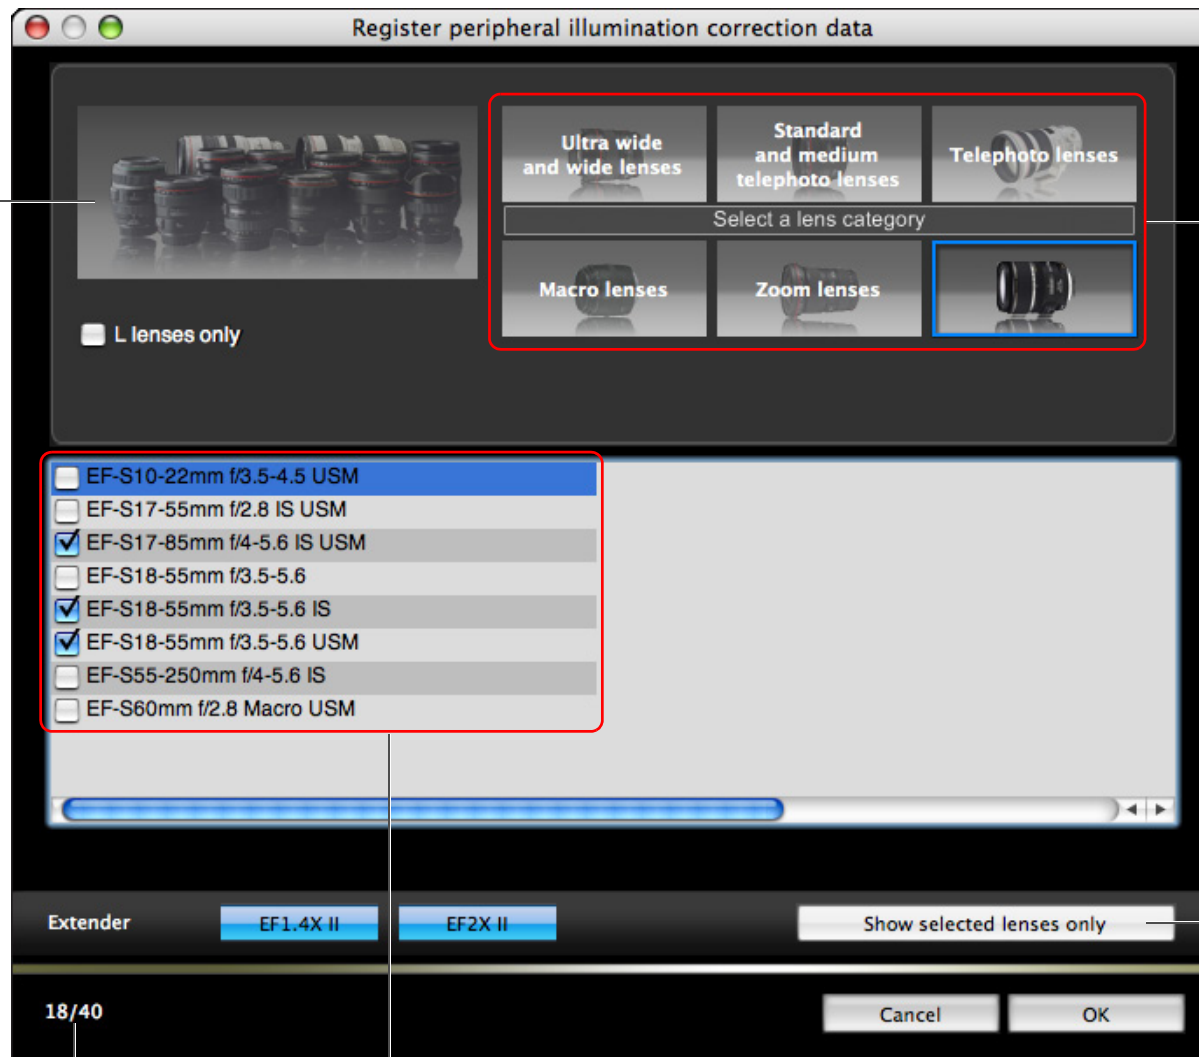 Register peripheral illumination correction data
Ultra wide
and wide lenses
Standard
and medium
telephoto lenses
Telephoto lenses
Select a lens category
Macro lenses
Zoom lenses
L lenses only
EF-S10-22mm f/3.5-4.5 USM
EF-S17-55mm f/2.8 IS USM
EF-S17-85mm f/4-5.6 IS USM
EF-S18-55mm f/3.5-5.6
EF-S18-55mm f/3.5-5.6 IS
EF-S18-55mm f/3.5-5.6 USM
EF-S55-250mm f/4-5.6 IS
EF-S60mm f/2.8 Macro USM
Extender
EF1.4X II
EF2X II
Show selected lenses only
18/40
Cancel
OK